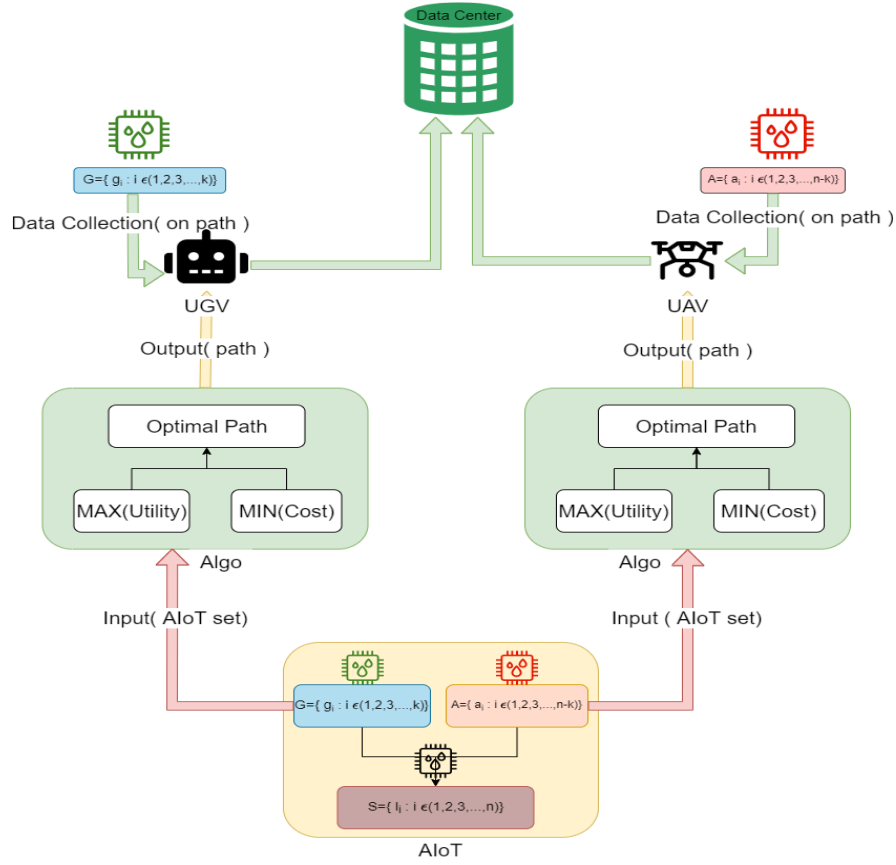 Data Center
G={ gᵢ : i ϵ(1,2,3,...,k)}
A={ aᵢ : i ϵ(1,2,3,...,n-k)}
Data Collection( on path )
Data Collection( on path )
UGV
UAV
Output( path )
Output( path )
Optimal Path
Optimal Path
MAX(Utility)
MIN(Cost)
MAX(Utility)
MIN(Cost)
Algo
Algo
Input( AIoT set)
Input ( AIoT set)
G={ gᵢ : i ϵ(1,2,3,...,k)}
A={ aᵢ : i ϵ(1,2,3,...,n-k)}
S={ lᵢ : i ϵ(1,2,3,...,n)}
AIoT